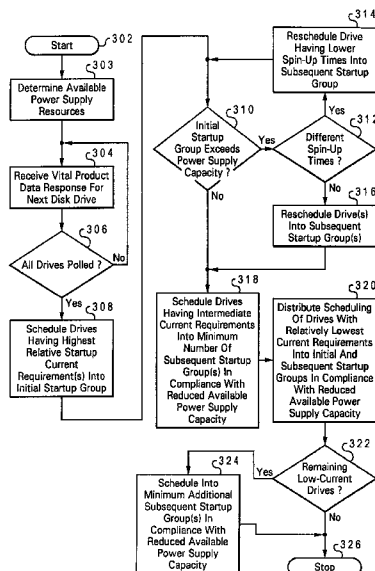 302
Start
303
Determine Available
Power Supply
Resources
304
Receive Vital Product
Data Response For
Next Disk Drive
306
All Drives Polled ?
No
Yes
308
Schedule Drives
Having Highest
Relative Startup
Current
Requirement(s) Into
Initial Startup Group
310
Initial
Startup
Group Exceeds
Power Supply
Capacity ?
Yes
No
312
Different
Spin-Up
Times ?
Yes
No
314
Reschedule Drive
Having Lower
Spin-Up Times Into
Subsequent Startup
Group
316
Reschedule Drive(s)
Into Subsequent
Startup Group(s)
318
Schedule Drives
Having Intermediate
Current Requirements
Into Minimum
Number Of
Subsequent Startup
Group(s) In
Compliance With
Reduced Available
Power Supply
Capacity
320
Distribute Scheduling
Of Drives With
Relatively Lowest
Current Requirements
Into Initial And
Subsequent Startup
Groups In Compliance
With Reduced
Available Power
Supply Capacity
322
Remaining
Low-Current
Drives ?
Yes
No
324
Schedule Into
Minimum Additional
Subsequent Startup
Group(s) In
Compliance With
Reduced Available
Power Supply
Capacity
326
Stop